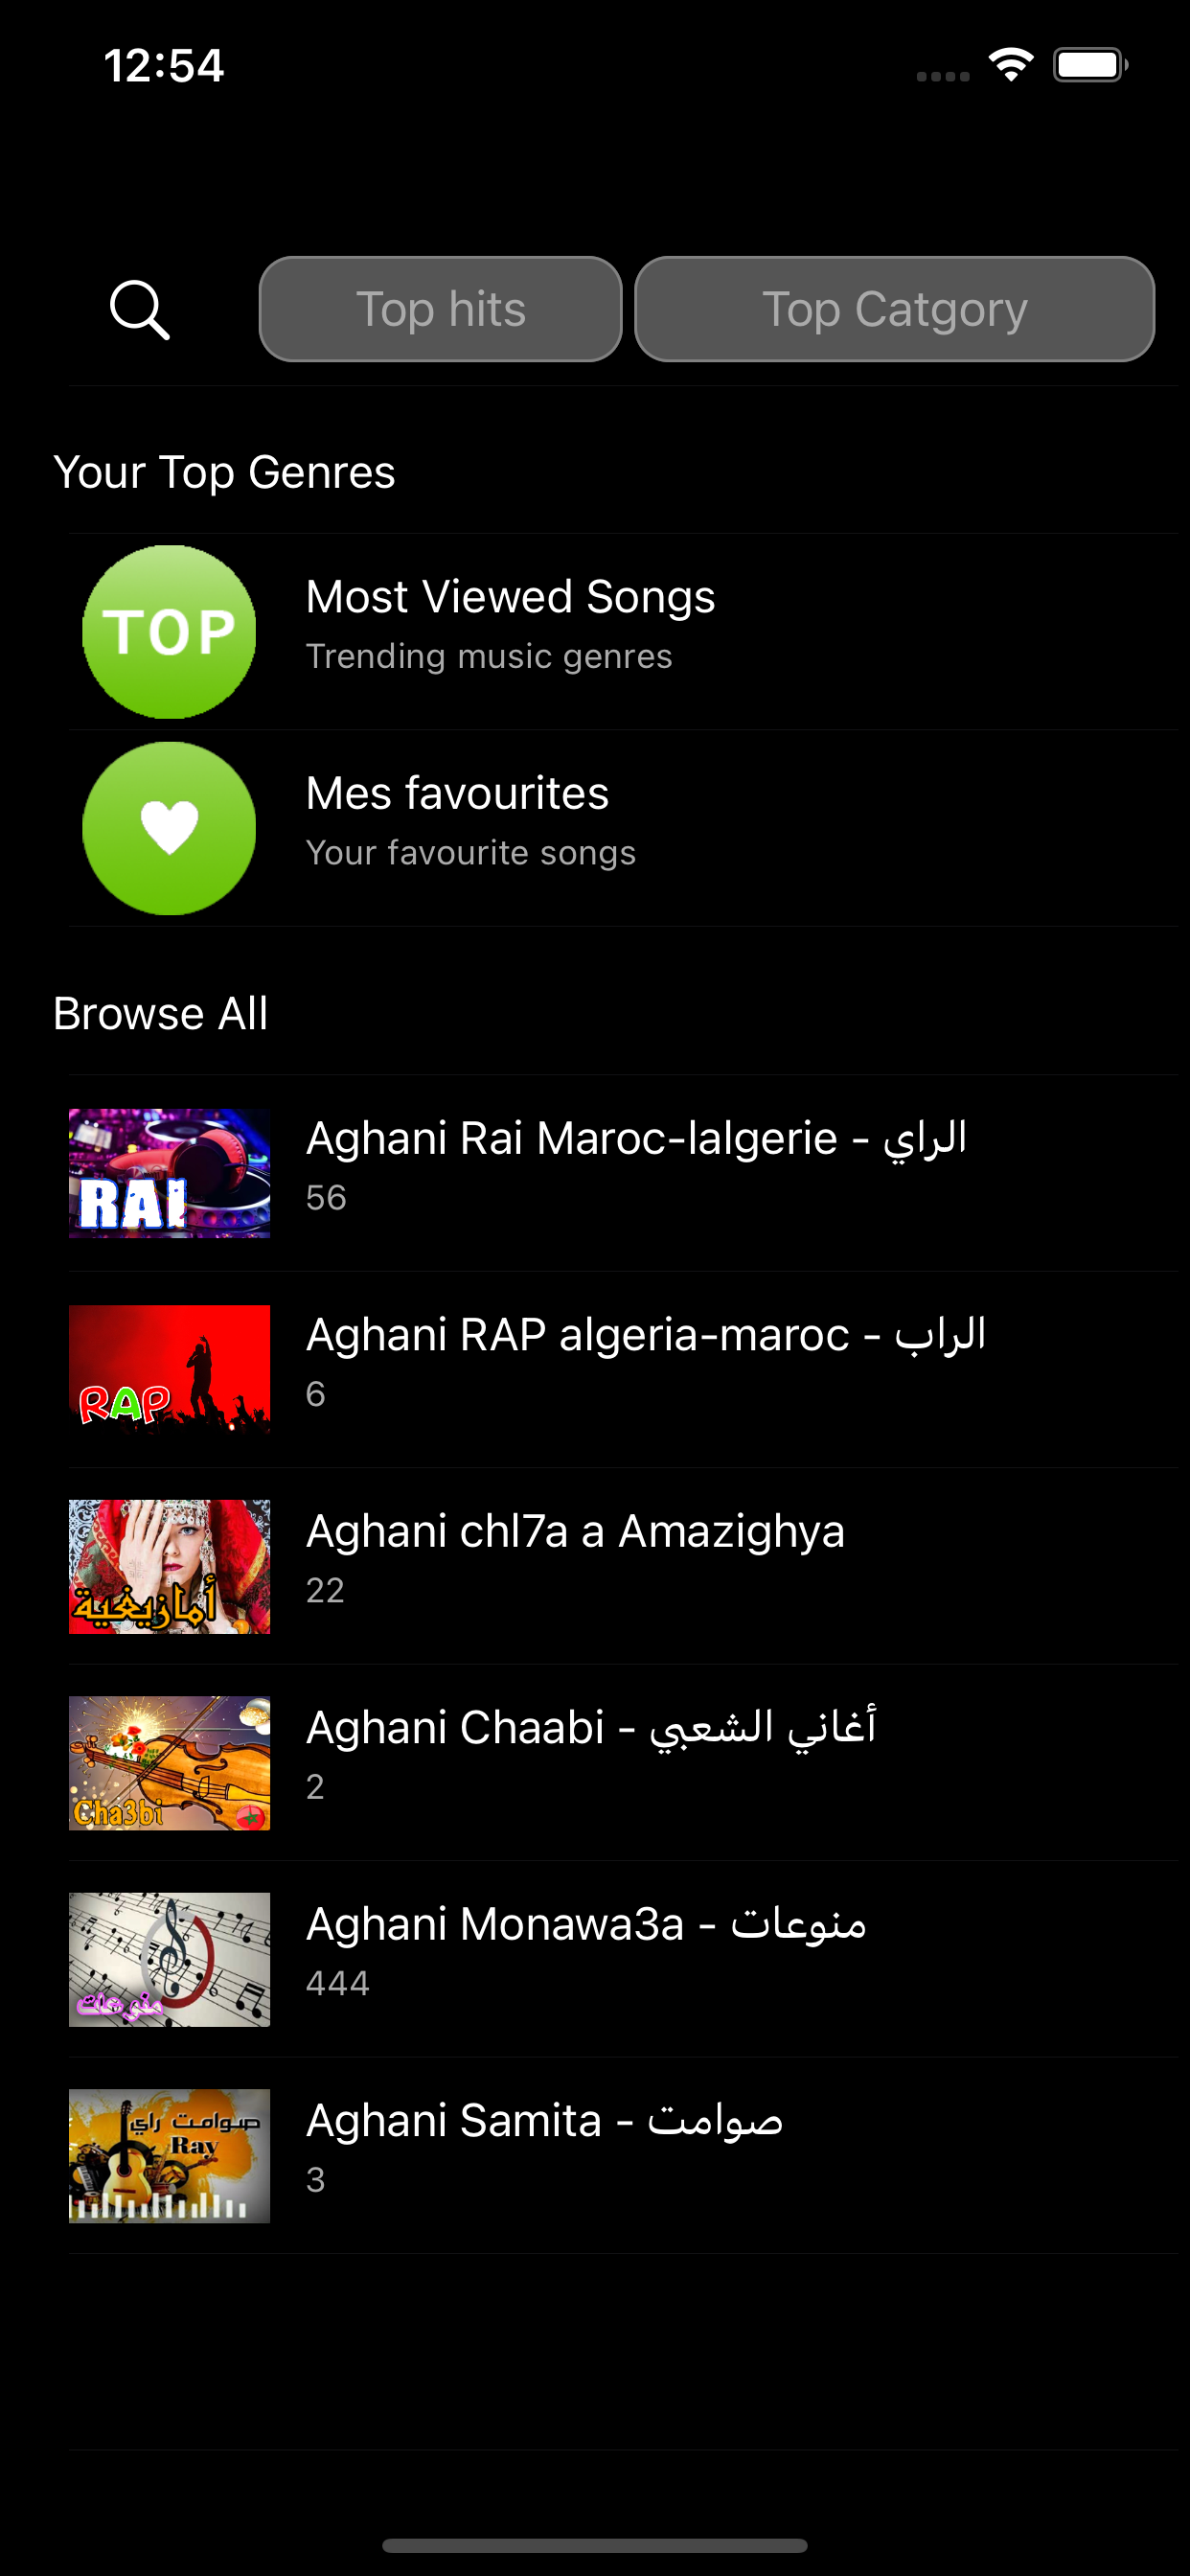 12:54
Top hits
Top Catgory
Your Top Genres
TOP
Most Viewed Songs
Trending music genres
Mes favourites
Your favourite songs
Browse All
RAI
Aghani Rai Maroc-lalgerie - الراي
56
RAP
Aghani RAP algeria-maroc - الراب
6
أمازيغية
Aghani chl7a a Amazighya
22
Cha3bi
Aghani Chaabi - أغاني الشعبي
2
منوعات
Aghani Monawa3a - منوعات
444
صوامت راي
Ray
Aghani Samita - صوامت
3